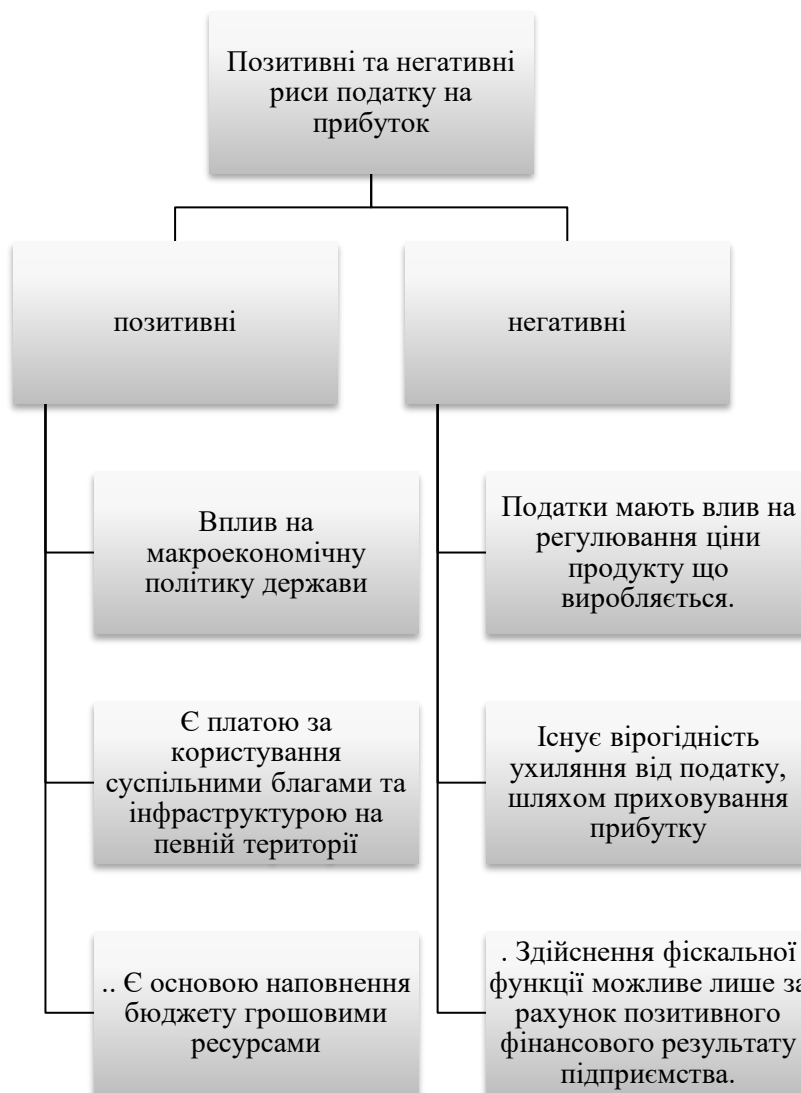 Позитивні та негативні
риси податку на
прибуток
позитивні
негативні
Вплив на
макроекономічну
політику держави
Є платою за
користування
суспільними благами та
інфраструктурою на
певній території
.. Є основою наповнення
бюджету грошовими
ресурсами
Податки мають влив на
регулювання ціни
продукту що
виробляється.
Існує вірогідність
ухиляння від податку,
шляхом приховування
прибутку
. Здійснення фіскальної
функції можливе лише за
рахунок позитивного
фінансового результату
підприємства.